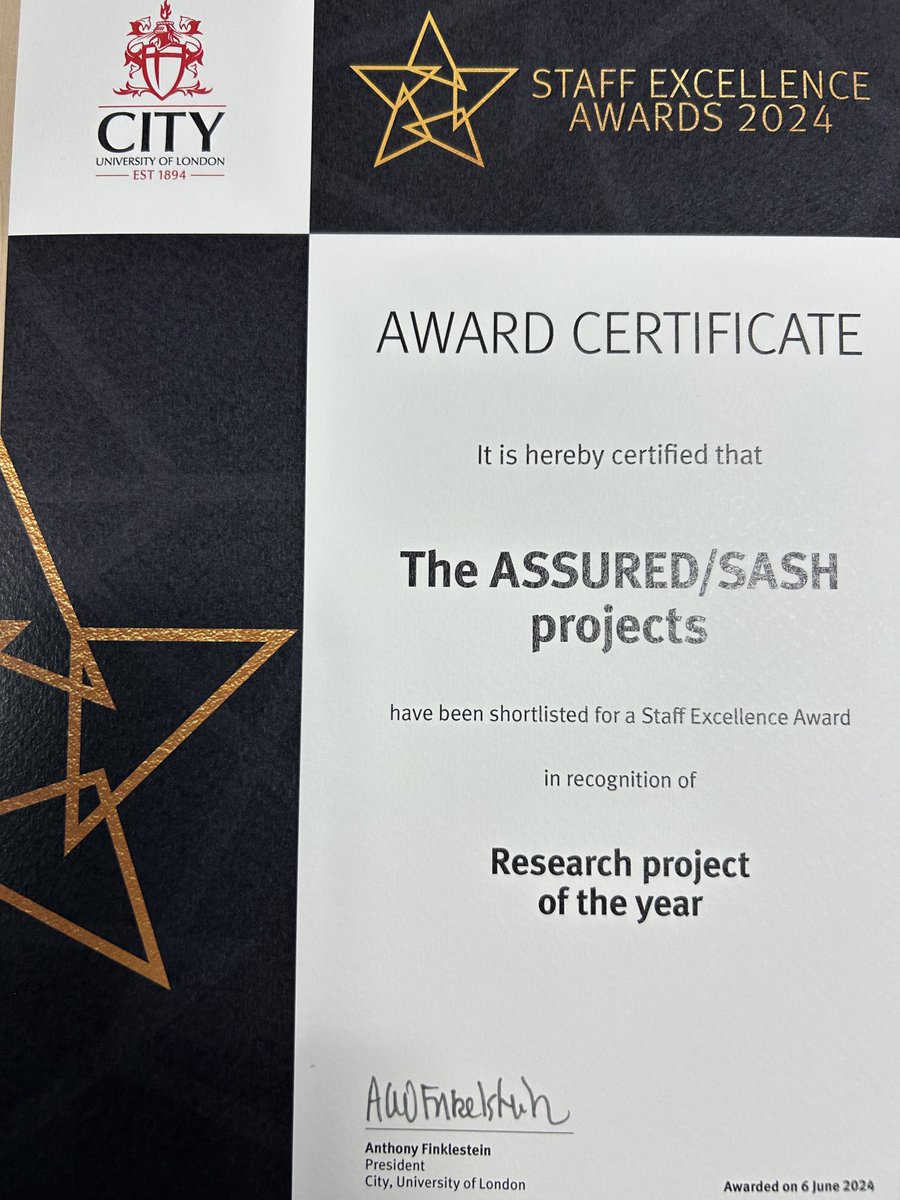 CITY
UNIVERSITY OF LONDON
EST 1894
STAFF EXCELLENCE
AWARDS 2024
AWARD CERTIFICATE
It is hereby certified that
The ASSURED/SASH
projects
have been shortlisted for a Staff Excellence Award
in recognition of
Research project
of the year
AWFinkelstein
Anthony Finklestein
President
City, University of London
Awarded on 6 June 2024